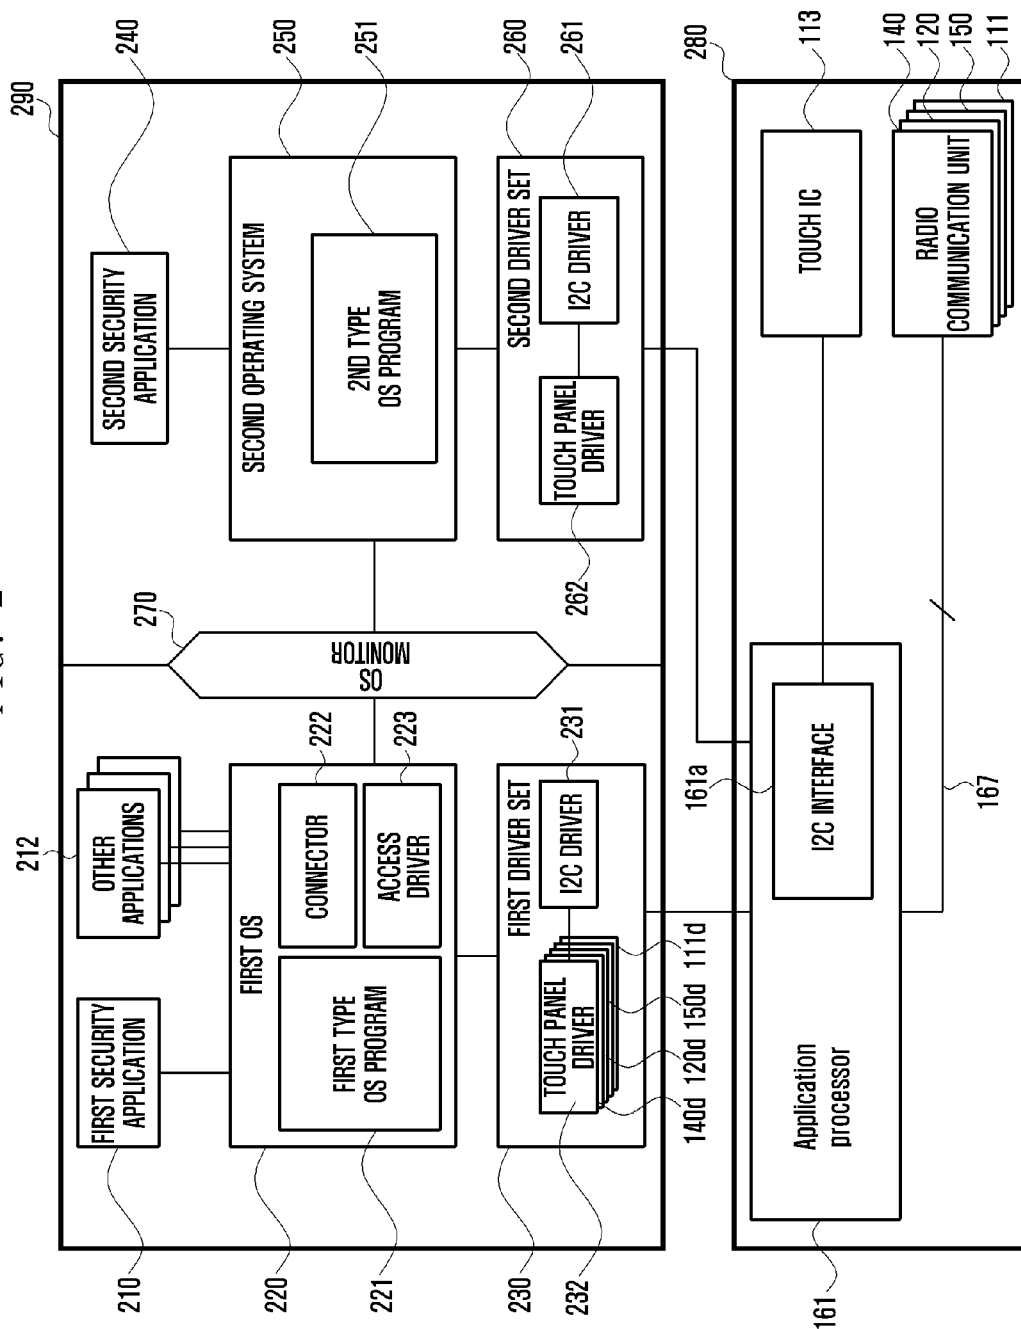 FIG. 2
290
FIRST SECURITY
APPLICATION
210
OTHER
APPLICATIONS
212
SECOND SECURITY
APPLICATION
240
FIRST OS
220
FIRST TYPE
OS PROGRAM
221
CONNECTOR
222
ACCESS
DRIVER
223
OS
MONITOR
270
SECOND OPERATING SYSTEM
250
2ND TYPE
OS PROGRAM
251
FIRST DRIVER SET
230
TOUCH PANEL
DRIVER
232
I2C DRIVER
231
140d
120d
150d
111d
SECOND DRIVER SET
260
TOUCH PANEL
DRIVER
262
I2C DRIVER
261
280
Application
processor
161
I2C INTERFACE
161a
TOUCH IC
113
RADIO
COMMUNICATION UNIT
140
120
150
111
167